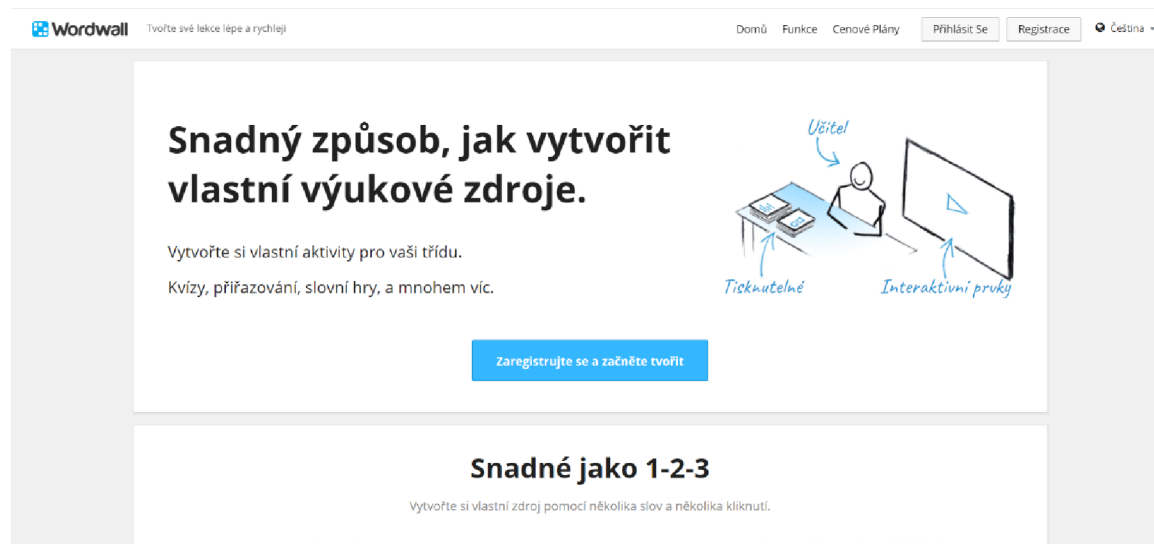 Wordwall Tvořte své lekce lépe a rychleji Domů Funkce Cenové Plány Přihlásit Se Registrace Čeština
Snadný způsob, jak vytvořit
vlastní výukové zdroje.
Vytvořte si vlastní aktivity pro vaši třídu.
Kvízy, přiřazování, slovní hry, a mnohem víc.
Učitel
Tisknutelné
Interaktivní prvky
Zaregistrujte se a začněte tvořit
Snadné jako 1-2-3
Vytvořte si vlastní zdroj pomocí několika slov a několika kliknutí.